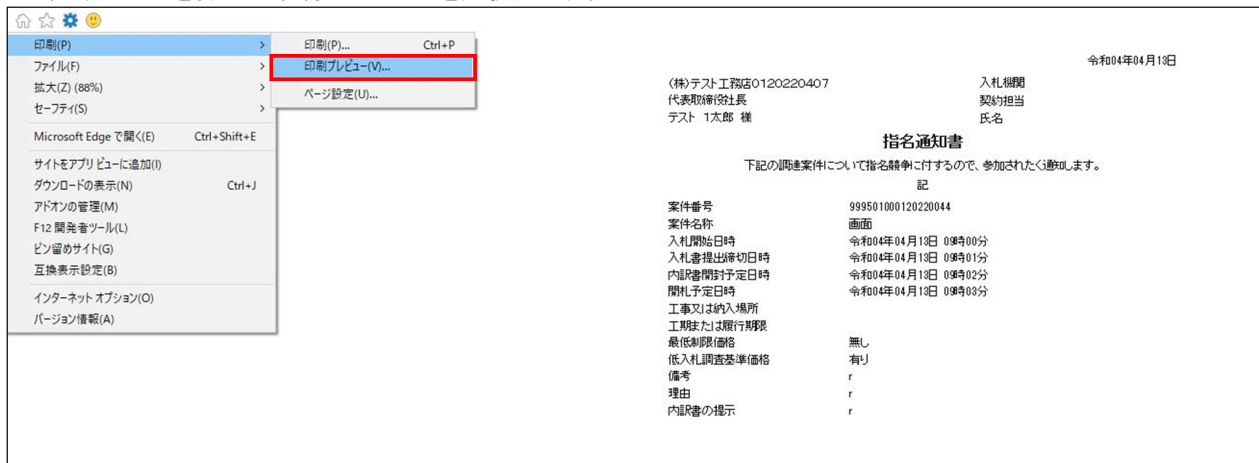 印刷(P) >
ファイル(F) >
拡大(Z) (88%) >
セーフティ(S) >
Microsoft Edge で開く(E) Ctrl+Shift+E
サイトをアプリ ビューに追加(I)
ダウンロードの表示(N) Ctrl+J
アドオンの管理(M)
F12 開発者ツール(L)
ピン留めサイト(G)
互換表示設定(B)
インターネット オプション(O)
バージョン情報(A)
印刷(P)... Ctrl+P
印刷プレビュー(V)...
ページ設定(U)...
令和04年04月13日
(株)テスト工務店0120220407 入札機関
代表取締役社長 契約担当
テスト 1太郎 様 氏名
指名通知書
下記の調達案件について指名競争に付するので、参加されたく通知します。
記
案件番号 999501000120220044
案件名称 画面
入札開始日時 令和04年04月13日 09時00分
入札書提出締切日時 令和04年04月13日 09時01分
内訳書開封予定日時 令和04年04月13日 09時02分
開札予定日時 令和04年04月13日 09時03分
工事又は納入場所
工期または履行期限
最低制限価格 無し
低入札調査基準価格 有り
備考 r
理由 r
内訳書の提示 r